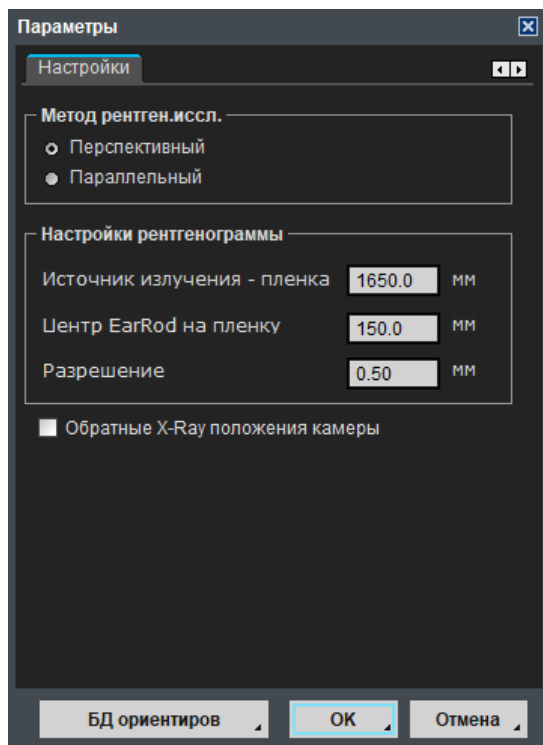 Параметры
Настройки
Метод рентген.иссл.
Перспективный
Параллельный
Настройки рентгенограммы
Источник излучения - пленка 1650.0 мм
Центр EarRod на пленку 150.0 мм
Разрешение 0.50 мм
Обратные X-Ray положения камеры
БД ориентиров OK Отмена